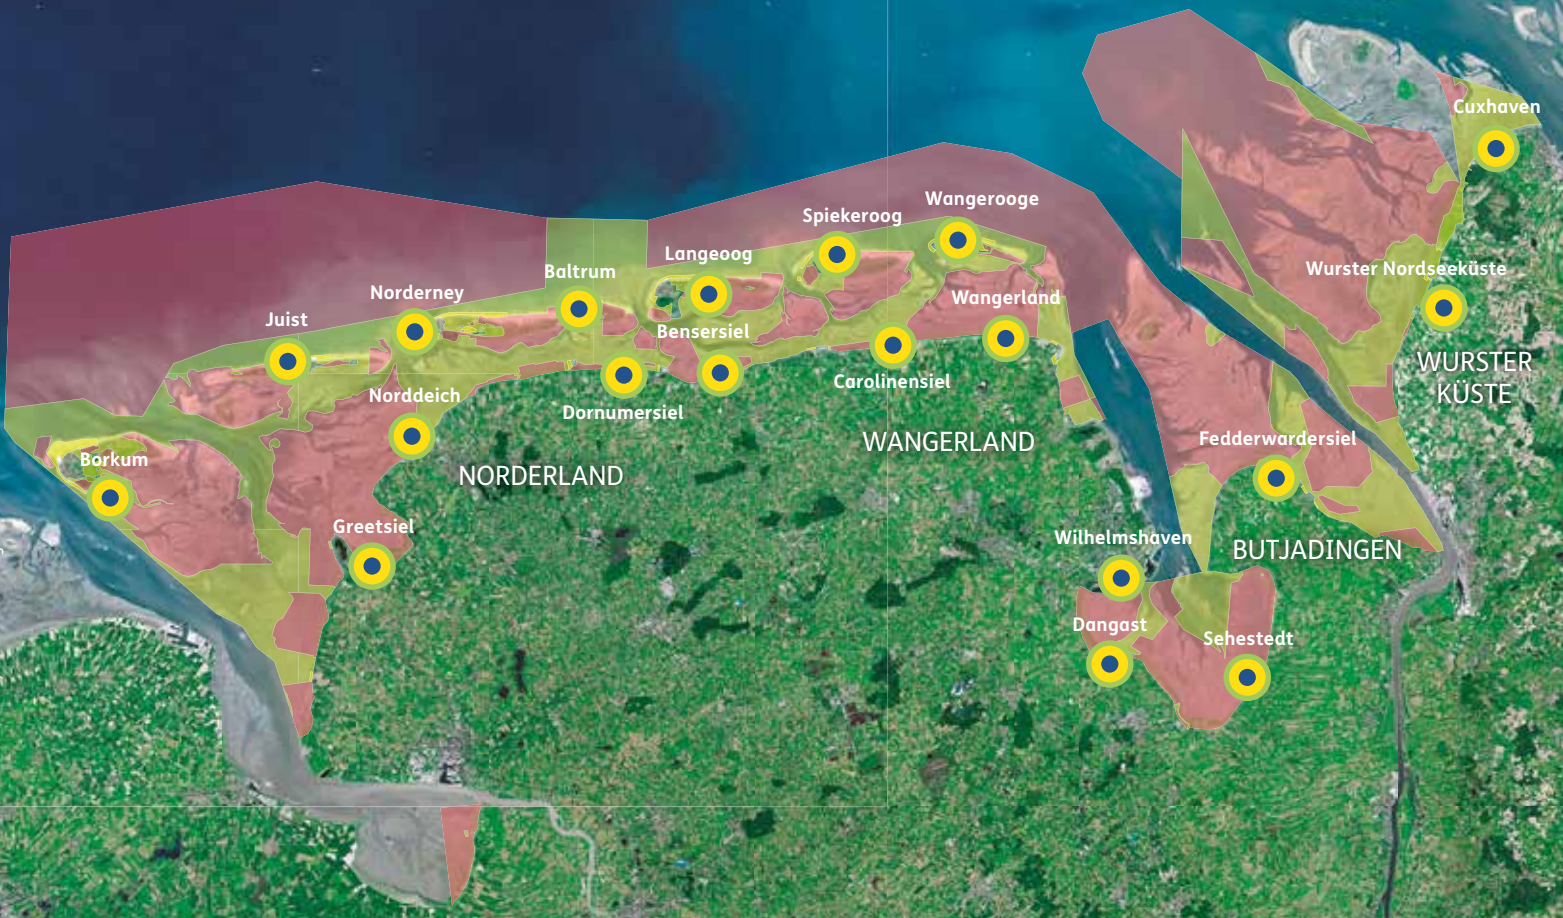 Cuxhaven
Wangerooge
Spiekeroog
Langeoog
Wurster Nordseeküste
Baltrum
Norderney
Wangerland
Juist
Bensersiel
WURSTER
KÜSTE
Carolinensiel
Norddeich
Dornumersiel
Fedderwardersiel
WANGERLAND
Borkum
NORDERLAND
Greetsiel
Wilhelmshaven
BUTJADINGEN
Dangast
Sehestedt